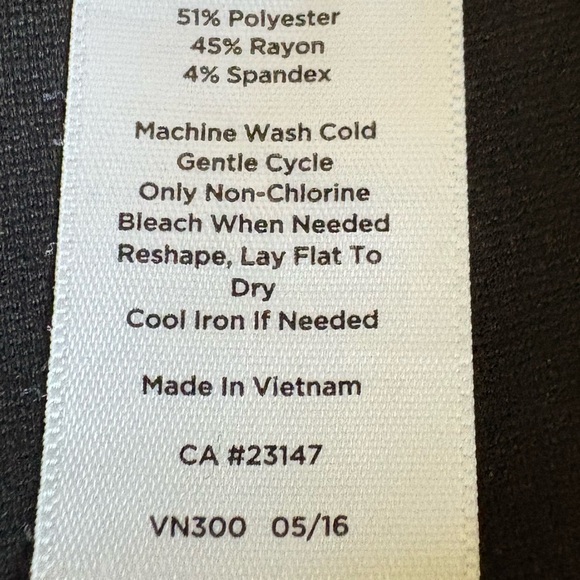 51% Polyester
45% Rayon
4% Spandex
Machine Wash Cold
Gentle Cycle
Only Non-Chlorine
Bleach When Needed
Reshape, Lay Flat To
Dry
Cool Iron If Needed
Made In Vietnam
CA #23147
VN300 05/16